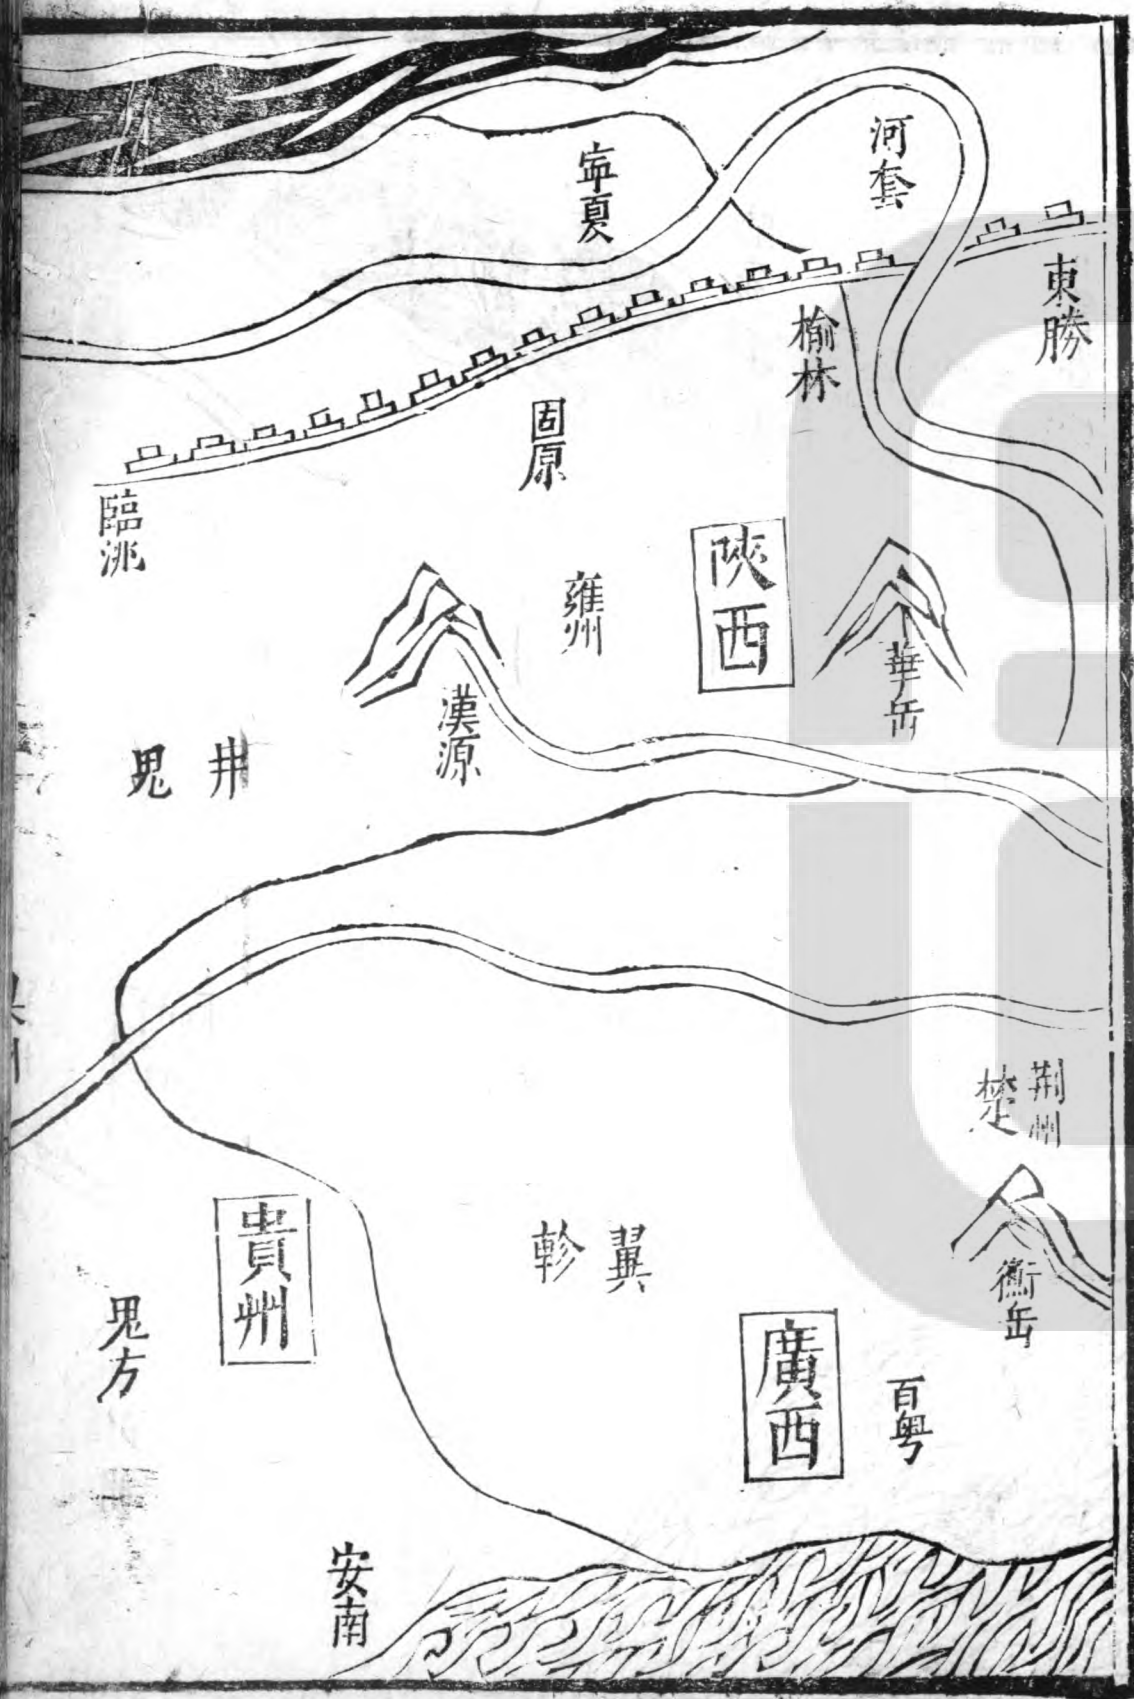 河套
寧夏
東勝
榆林
固原
臨洮
陝西
雍州
華岳
漢源
井
鬼
荆州
楚
貴州
翼
軫
衡岳
鬼方
廣西
百粵
安南